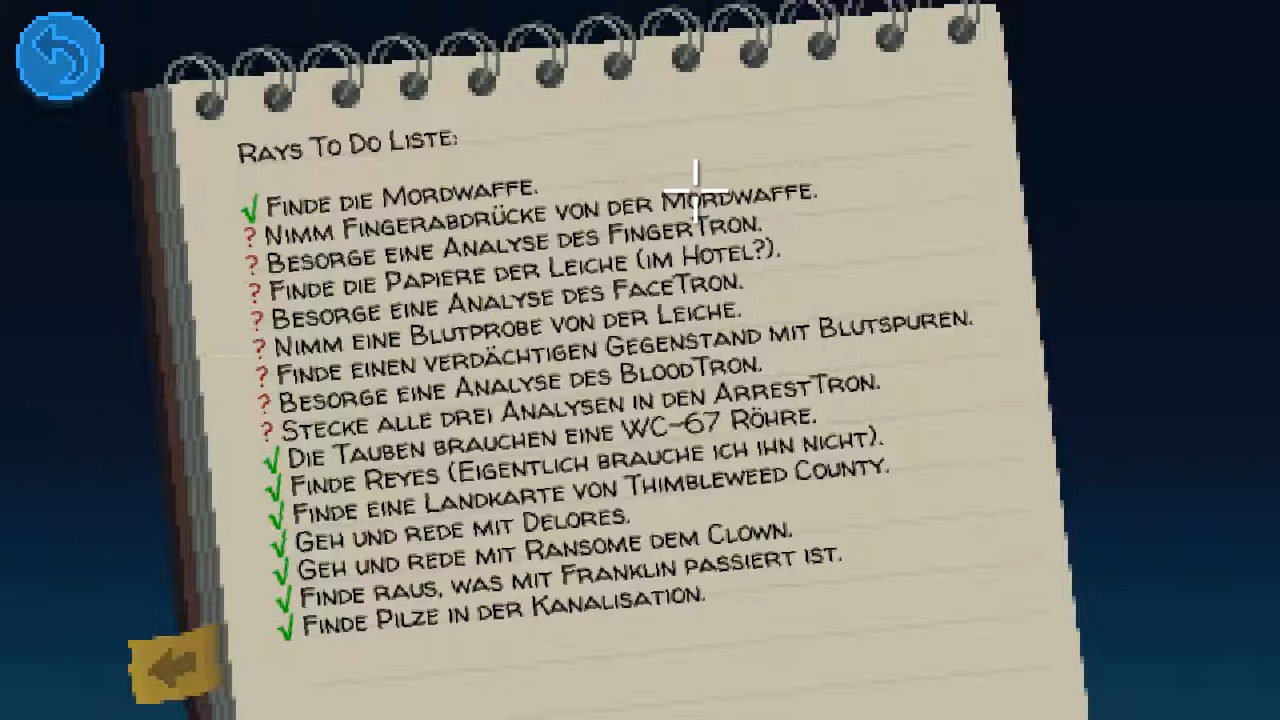 Rays To Do Liste:
√ Finde die Mordwaffe.
? Nimm Fingerabdrücke von der Mordwaffe.
? Besorge eine Analyse des FingerTron.
? Finde die Papiere der Leiche (im Hotel?).
? Besorge eine Analyse des FaceTron.
? Nimm eine Blutprobe von der Leiche.
? Finde einen verdächtigen Gegenstand mit Blutspuren.
? Besorge eine Analyse des BloodTron.
? Stecke alle drei Analysen in den ArrestTron.
√ Die Tauben brauchen eine WC-67 Röhre.
√ Finde Reyes (Eigentlich brauche ich ihn nicht).
√ Finde eine Landkarte von Thimbleweed County.
√ Geh und rede mit Delores.
√ Geh und rede mit Ransome dem Clown.
√ Finde raus, was mit Franklin passiert ist.
√ Finde Pilze in der Kanalisation.